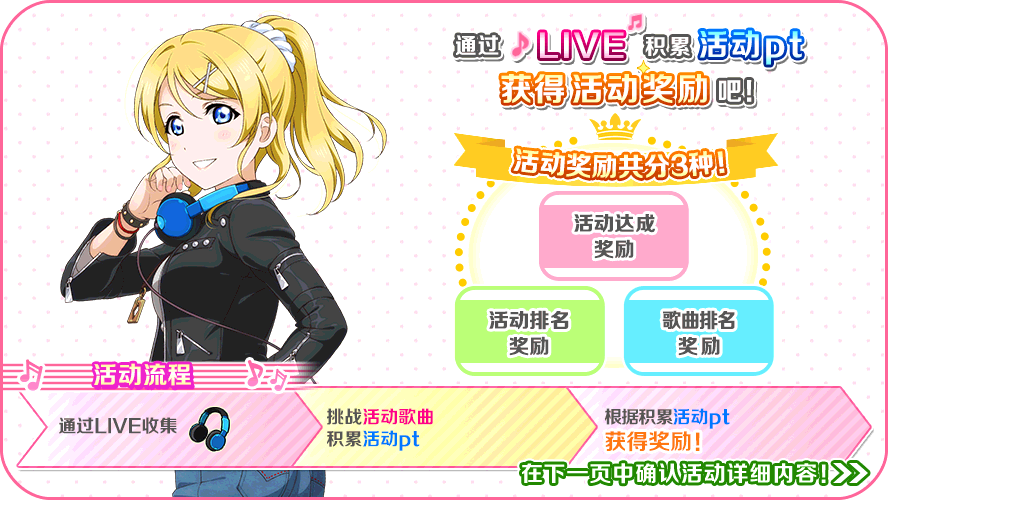 通过LIVE积累活动pt
获得活动奖励吧!
活动奖励共分3种!
活动达成
奖励
活动排名
奖励
歌曲排名
奖励
活动流程
通过LIVE收集
挑战活动歌曲
积累活动pt
根据积累活动pt
获得奖励!
在下一页中确认活动详细内容!